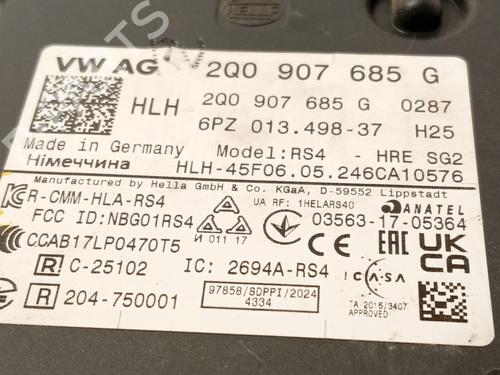 HELLA
VW AG
2Q0 907 685 G
HLH 2Q0 907 685 G 0287
6PZ 013.498-37 H25
Made in Germany Model:RS4 - HRE SG2
Німеччина HLH-45F06.05.246CA10576
Manufactured by Hella GmbH & Co. KGaA, D-59552 Lippstadt
R-CMM-HLA-RS4 UA RF: 1HELARS40 ANATEL
FCC ID:NBG01RS4 03563-17-05364
CCAB17LP0470T5 И 011 17 EAC UK CA
R C-25102 IC: 2694A-RS4 ICASA
R 204-750001 97858/SDPPI/2024 TA-2016/3407
4334 APPROVED